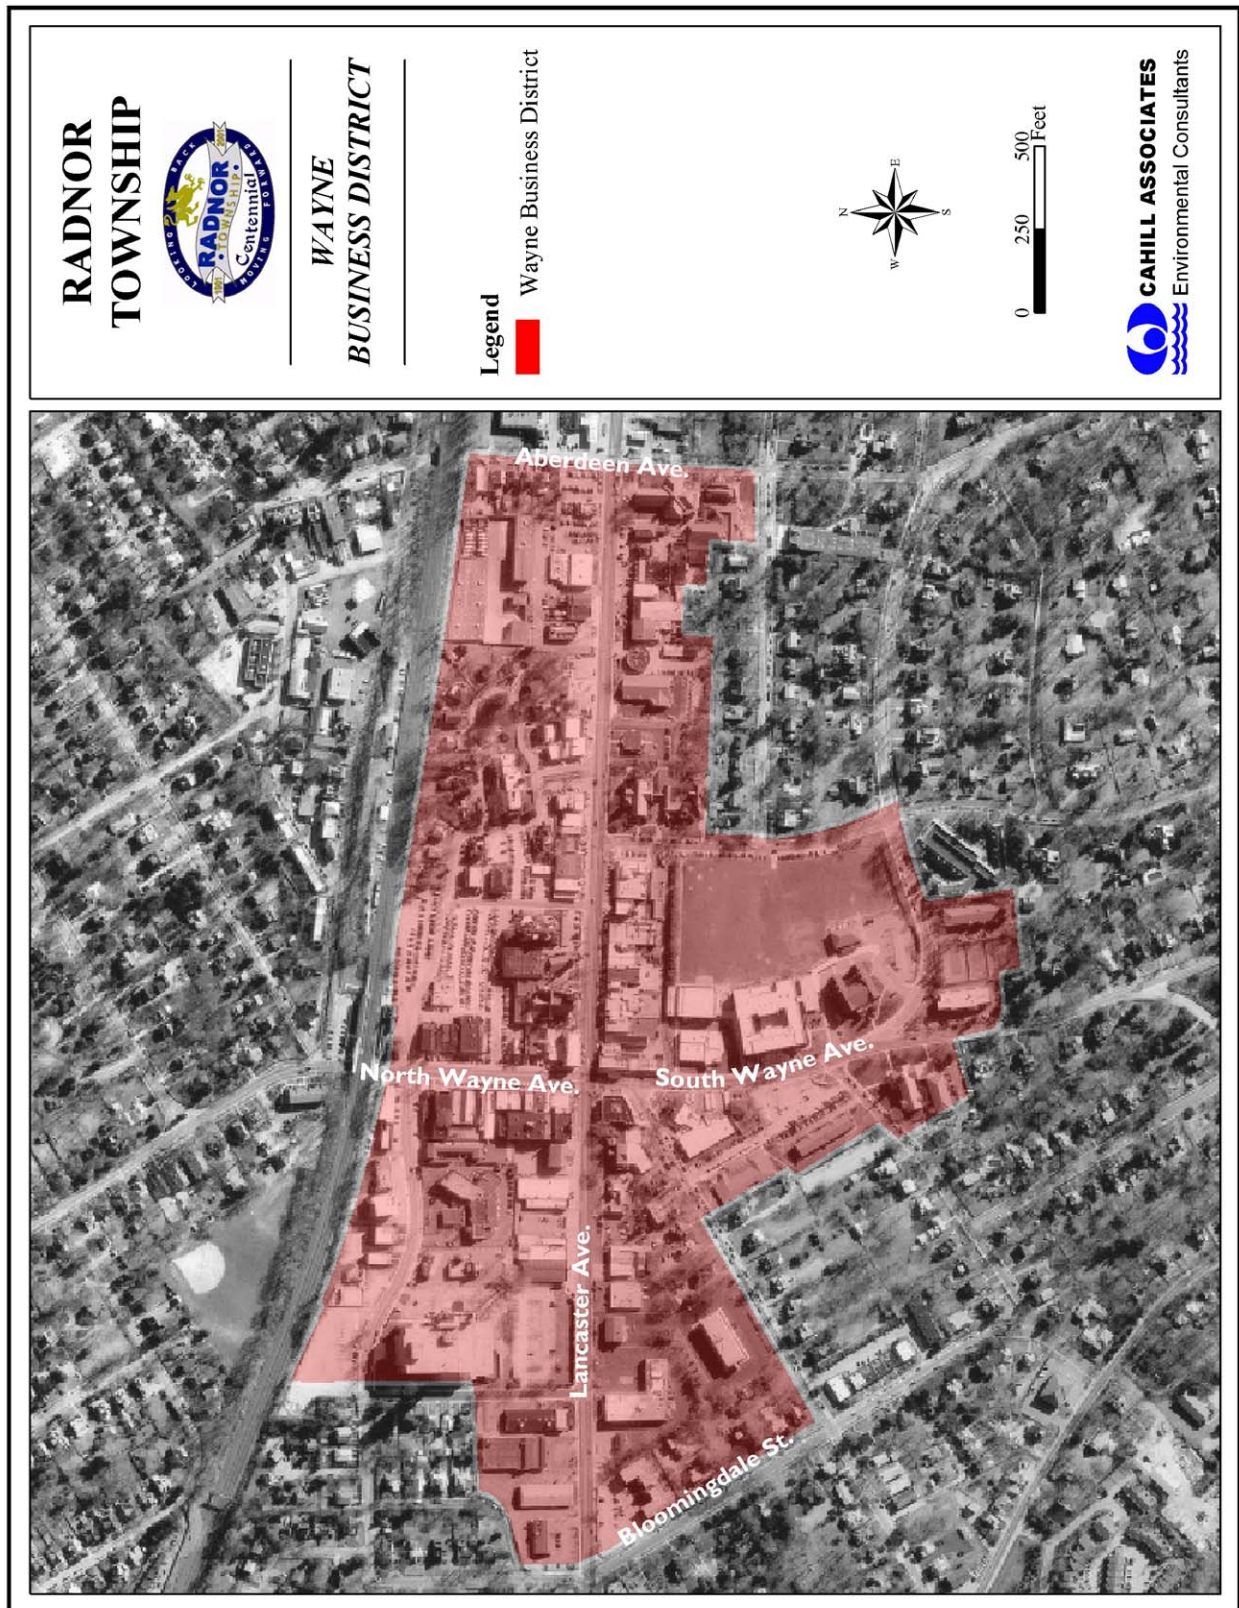 RADNOR
TOWNSHIP
LOOKING BACK
1901
RADNOR
TOWNSHIP
2001
Centennial
MOVING FORWARD
WAYNE
BUSINESS DISTRICT
Legend
Wayne Business District
N
W
E
S
0 250 500
Feet
CAHILL ASSOCIATES
Environmental Consultants
Aberdeen Ave.
North Wayne Ave.
South Wayne Ave.
Lancaster Ave.
Bloomingdale St.